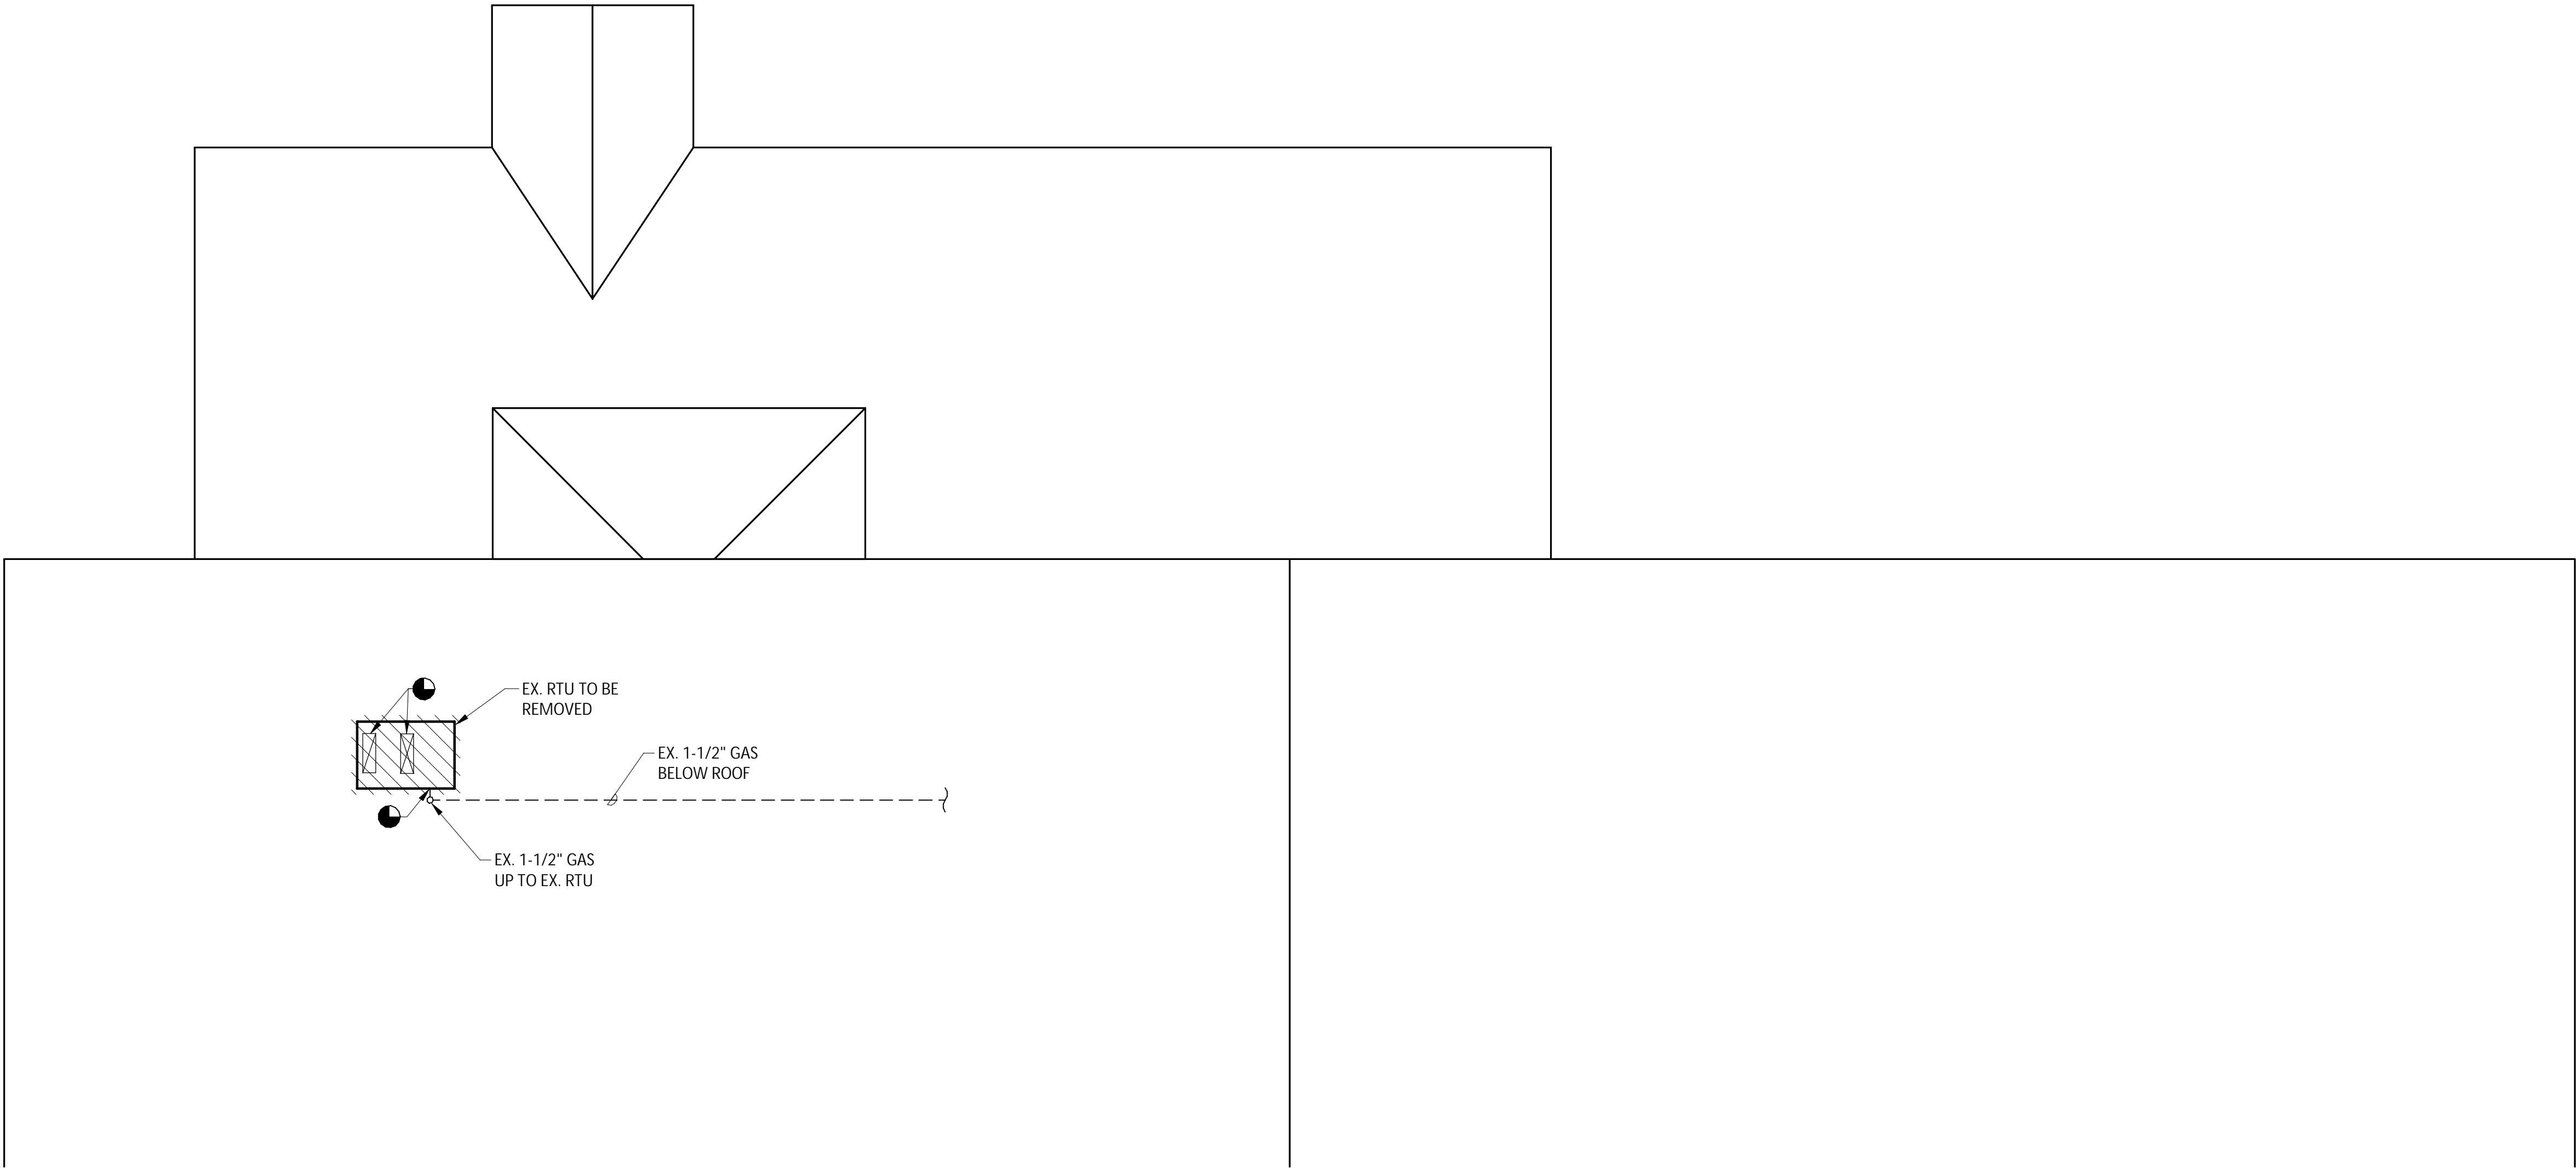 EX. RTU TO BE
REMOVED
EX. 1-1/2" GAS
BELOW ROOF
EX. 1-1/2" GAS
UP TO EX. RTU